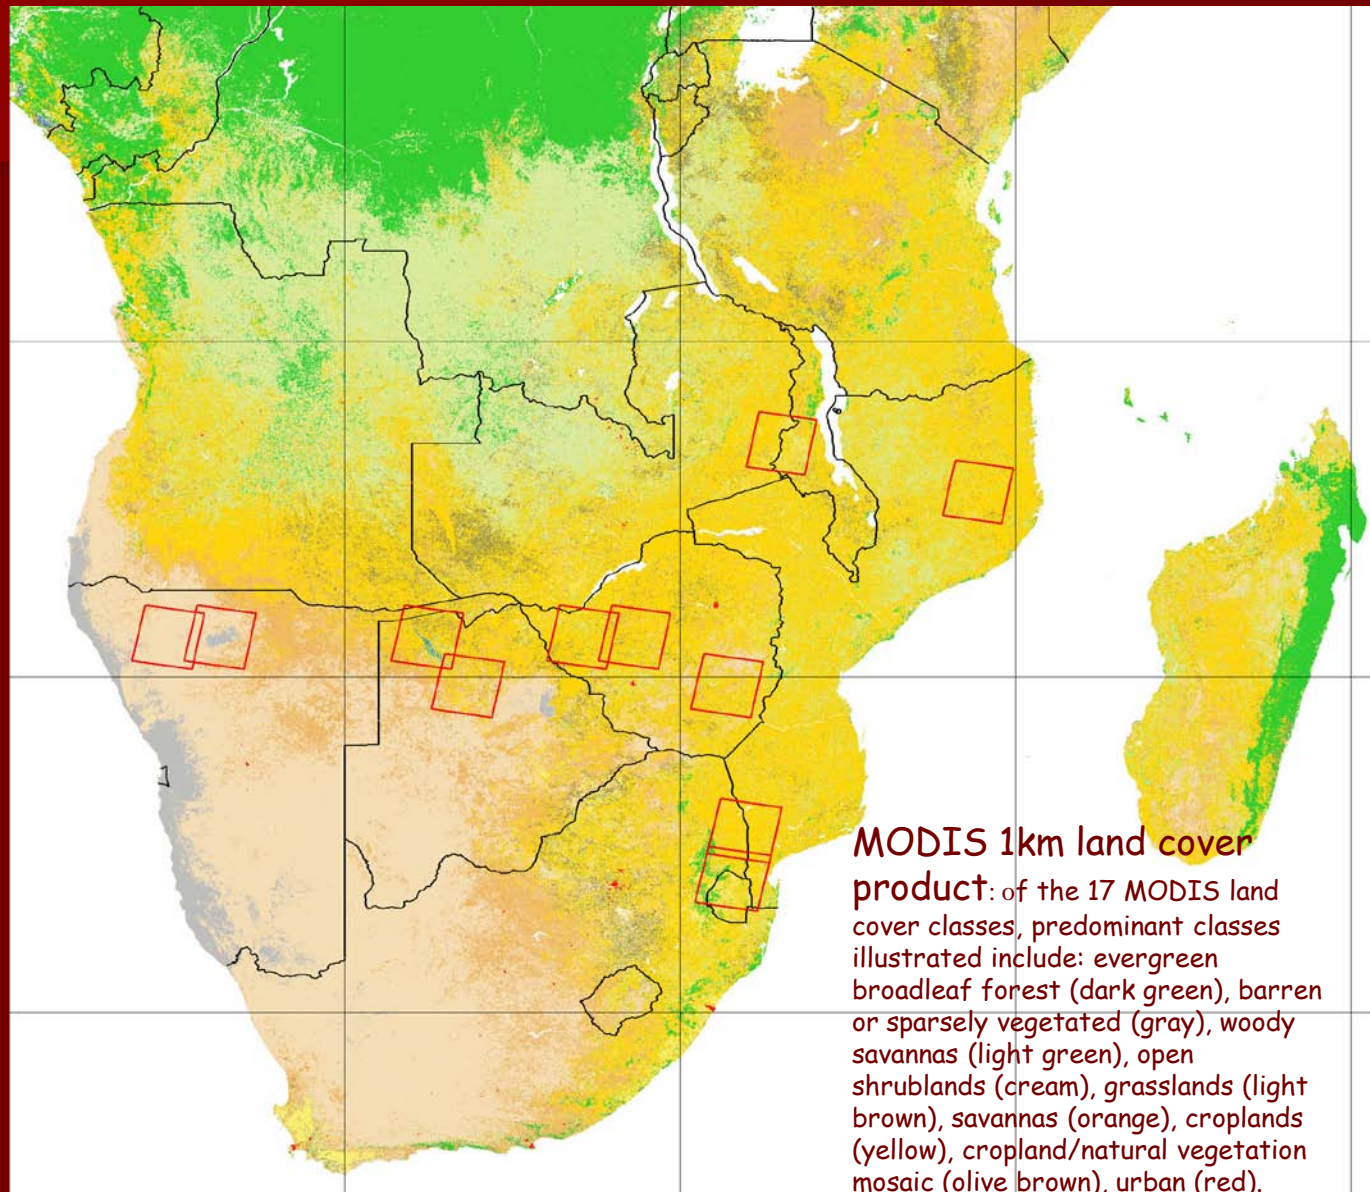 MODIS 1km land cover
product: of the 17 MODIS land
cover classes, predominant classes
illustrated include: evergreen
broadleaf forest (dark green), barren
or sparsely vegetated (gray), woody
savannas (light green), open
shrublands (cream), grasslands (light
brown), savannas (orange), croplands
(yellow), cropland/natural vegetation
mosaic (olive brown), urban (red).